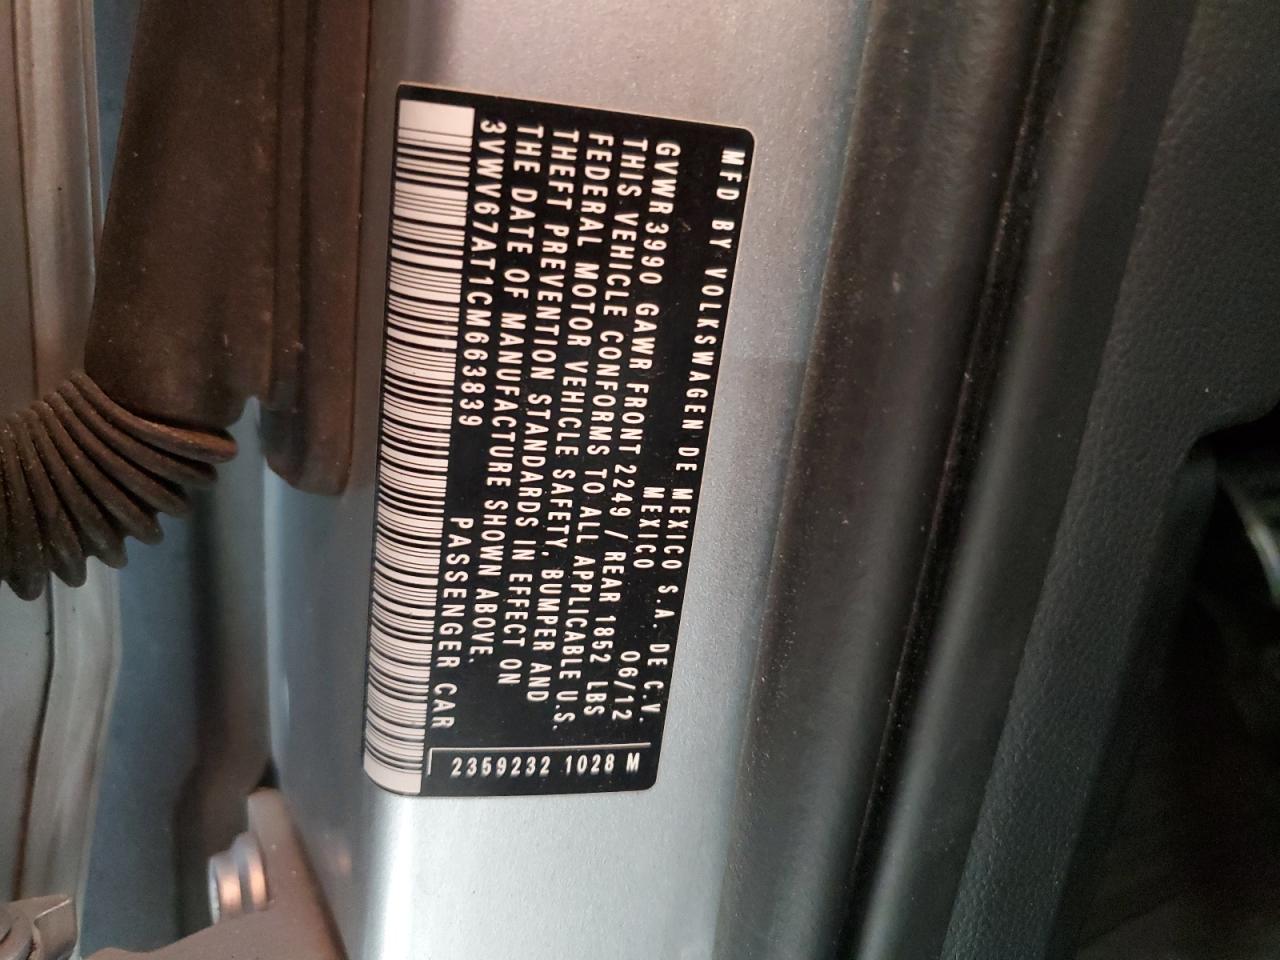 MFD BY VOLKSWAGEN DE MEXICO S.A. DE C.V.
MEXICO 06/12
GVWR 3990 GAWR FRONT 2249 / REAR 1852 LBS
THIS VEHICLE CONFORMS TO ALL APPLICABLE U.S.
FEDERAL MOTOR VEHICLE SAFETY, BUMPER AND
THEFT PREVENTION STANDARDS IN EFFECT ON
THE DATE OF MANUFACTURE SHOWN ABOVE.
3VWV67AT1CM663839 PASSENGER CAR
2359232 1028 M